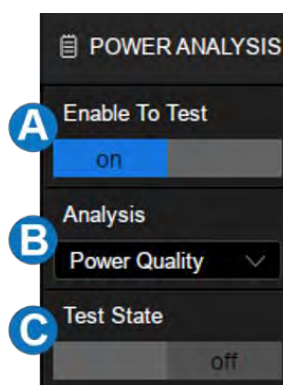 POWER ANALYSIS
A
Enable To Test
on
B
Analysis
Power Quality
C
Test State
off